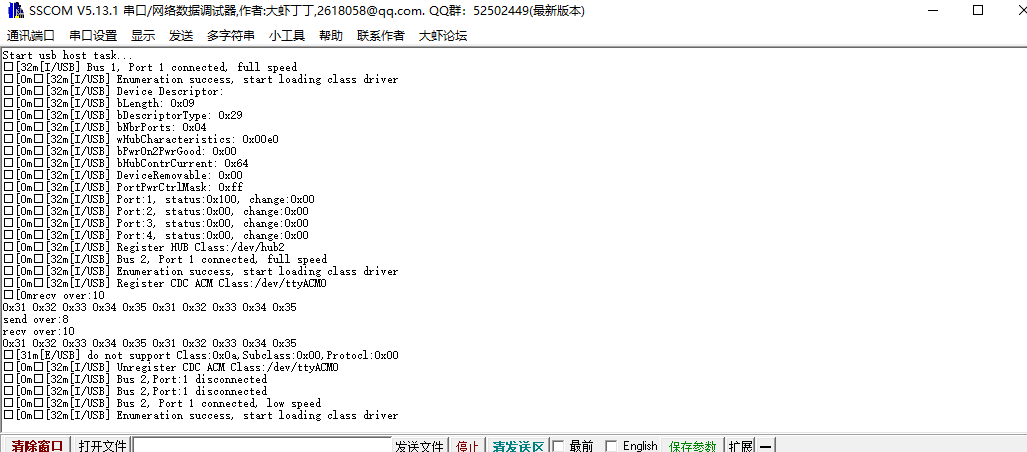 SSCOM V5.13.1 串口/网络数据调试器,作者:大虾丁丁,2618058@qq.com. QQ群：52502449(最新版本)
通讯端口 串口设置 显示 发送 多字符串 小工具 帮助 联系作者 大虾论坛
Start usb host task...
□[32m[I/USB] Bus 1, Port 1 connected, full speed
□[0m□[32m[I/USB] Enumeration success, start loading class driver
□[0m□[32m[I/USB] Device Descriptor:
□[0m□[32m[I/USB] bLength: 0x09
□[0m□[32m[I/USB] bDescriptorType: 0x29
□[0m□[32m[I/USB] bNbrPorts: 0x04
□[0m□[32m[I/USB] wHubCharacteristics: 0x00e0
□[0m□[32m[I/USB] bPwrOn2PwrGood: 0x00
□[0m□[32m[I/USB] bHubContrCurrent: 0x64
□[0m□[32m[I/USB] DeviceRemovable: 0x00
□[0m□[32m[I/USB] PortPwrCtrlMask: 0xff
□[0m□[32m[I/USB] Port:1, status:0x100, change:0x00
□[0m□[32m[I/USB] Port:2, status:0x00, change:0x00
□[0m□[32m[I/USB] Port:3, status:0x00, change:0x00
□[0m□[32m[I/USB] Port:4, status:0x00, change:0x00
□[0m□[32m[I/USB] Register HUB Class:/dev/hub2
□[0m□[32m[I/USB] Bus 2, Port 1 connected, full speed
□[0m□[32m[I/USB] Enumeration success, start loading class driver
□[0m□[32m[I/USB] Register CDC ACM Class:/dev/ttyACM0
□[0mrecv over:10
0x31 0x32 0x33 0x34 0x35 0x31 0x32 0x33 0x34 0x35
send over:8
recv over:10
0x31 0x32 0x33 0x34 0x35 0x31 0x32 0x33 0x34 0x35
□[31m[E/USB] do not support Class:0x0a,Subclass:0x00,Protocl:0x00
□[0m□[32m[I/USB] Unregister CDC ACM Class:/dev/ttyACM0
□[0m□[32m[I/USB] Bus 2,Port:1 disconnected
□[0m□[32m[I/USB] Bus 2,Port:1 disconnected
□[0m□[32m[I/USB] Bus 2, Port 1 connected, low speed
□[0m□[32m[I/USB] Enumeration success, start loading class driver
清除窗口 打开文件 发送文件 停止 清发送区 最前 English 保存参数 扩展 —